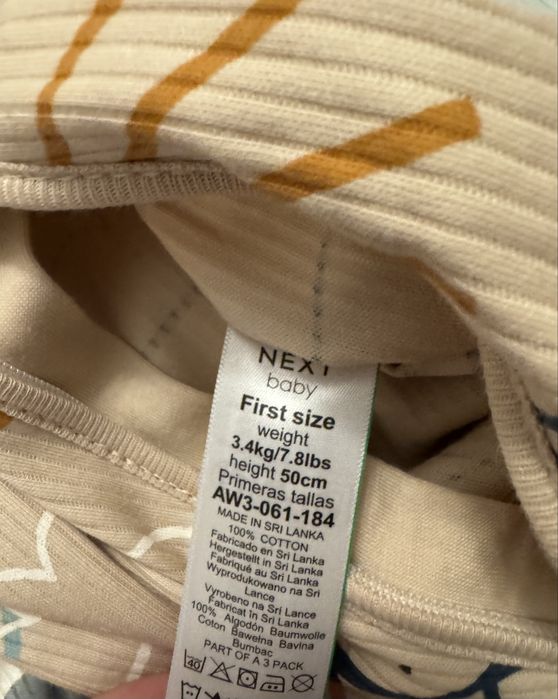 NEXT
baby
First size
weight
3.4kg/7.8lbs
height 50cm
Primeras tallas
AW3-061-184
MADE IN SRI LANKA
100% COTTON
Fabricado en Sri Lanka
Hergestellt in Sri Lanka
Fabriqué au Sri Lanka
Wyprodukowano na Sri
Lance
Vyrobeno na Srí Lance
Fabricat în Sri Lanka
100% Algodón Baumwolle
Coton Bawełna Bavlna
Bumbac
PART OF A 3 PACK
40